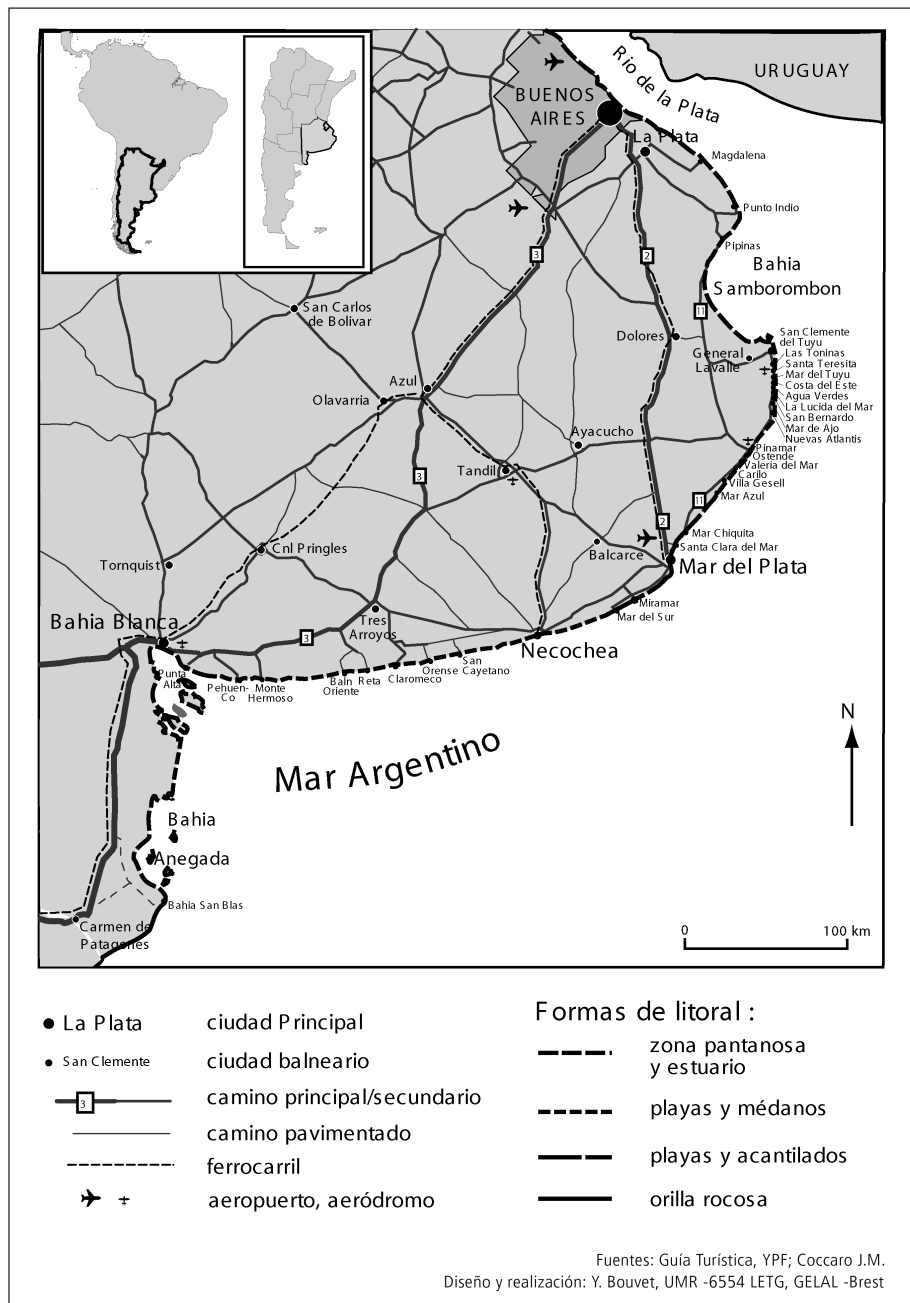 URUGUAY
Rio de la Plata
BUENOS
AIRES
La Plata
Magdalena
Punto Indio
Pipinas
Bahia
Samborombon
3
2
11
San Carlos
de Bolivar
Dolores
General
Lavalle
San Clemente
del Tuyu
Las Toninas
Santa Teresita
Mar del Tuyu
Costa del Este
Agua Verdes
La Lucida del Mar
San Bernardo
Mar de Ajo
Nuevas Atlantis
Azul
Olavarria
Ayacucho
Pinamar
Ostende
Valeria del Mar
Carilo
Villa Gesell
Mar Azul
Tandil
3
11
2
Mar Chiquita
Santa Clara del Mar
Balcarce
Mar del Plata
Cnl Pringles
Tornquist
Miramar
Mar del Sur
Tres
Arroyos
Bahia Blanca
3
Necochea
Punta
Alta
Pehuen-
Co
Monte
Hermoso
Baln
Oriente
Reta
Claromeco
Orense
San
Cayetano
Mar Argentino
N
Bahia
Anegada
Bahía San Blas
Carmen de
Patagones
0
100 km
La Plata
ciudad Principal
San Clemente
ciudad balneario
3
camino principal/secundario
camino pavimentado
ferrocarril
aeropuerto, aeródromo
Formas de litoral :
zona pantanosa
y estuario
playas y médanos
playas y acantilados
orilla rocosa
Fuentes: Guía Turística, YPF; Coccaro J.M.
Diseño y realización: Y. Bouvet, UMR -6554 LETG, GELAL -Brest